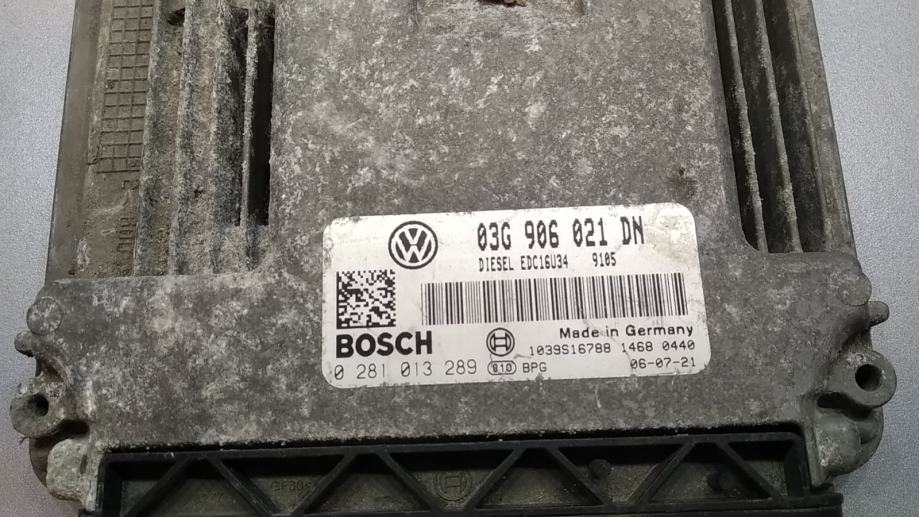 03G 906 021 DN
DIESEL EDC16U34 9105
BOSCH
Made in Germany
1039S16788 1468 0440
0 281 013 289 810 BPG 06-07-21